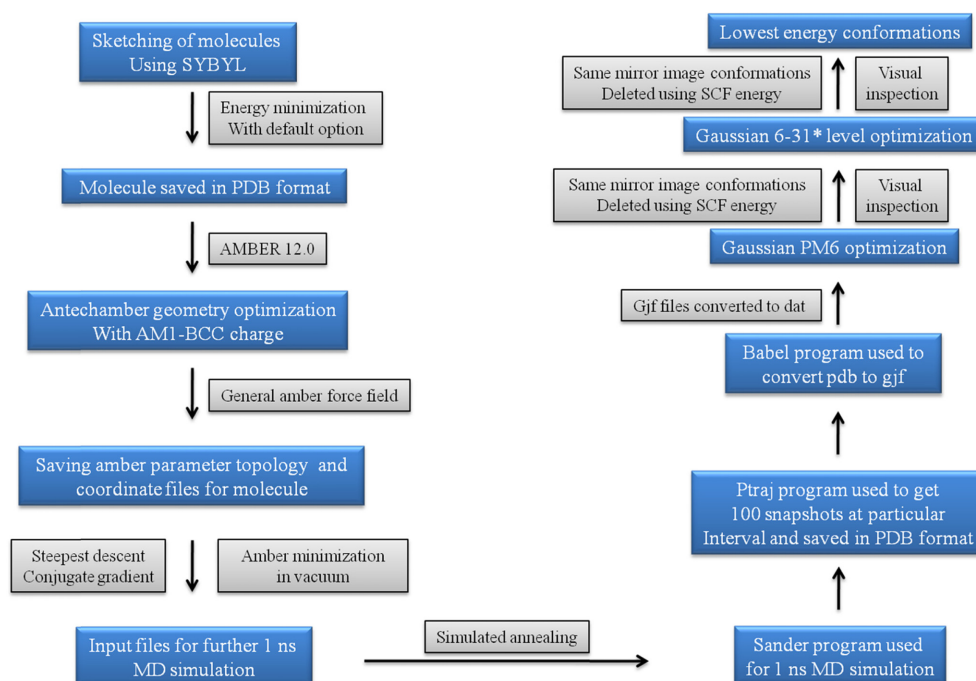 Sketching of molecules
Using SYBYL
Energy minimization
With default option
Molecule saved in PDB format
AMBER 12.0
Antechamber geometry optimization
With AM1-BCC charge
General amber force field
Saving amber parameter topology and
coordinate files for molecule
Steepest descent
Conjugate gradient
Amber minimization
in vacuum
Input files for further 1 ns
MD simulation
Simulated annealing
Sander program used
for 1 ns MD simulation
Ptraj program used to get
100 snapshots at particular
Interval and saved in PDB format
Babel program used to
convert pdb to gjf
Gjf files converted to dat
Gaussian PM6 optimization
Same mirror image conformations
Deleted using SCF energy
Visual
inspection
Gaussian 6-31* level optimization
Same mirror image conformations
Deleted using SCF energy
Visual
inspection
Lowest energy conformations